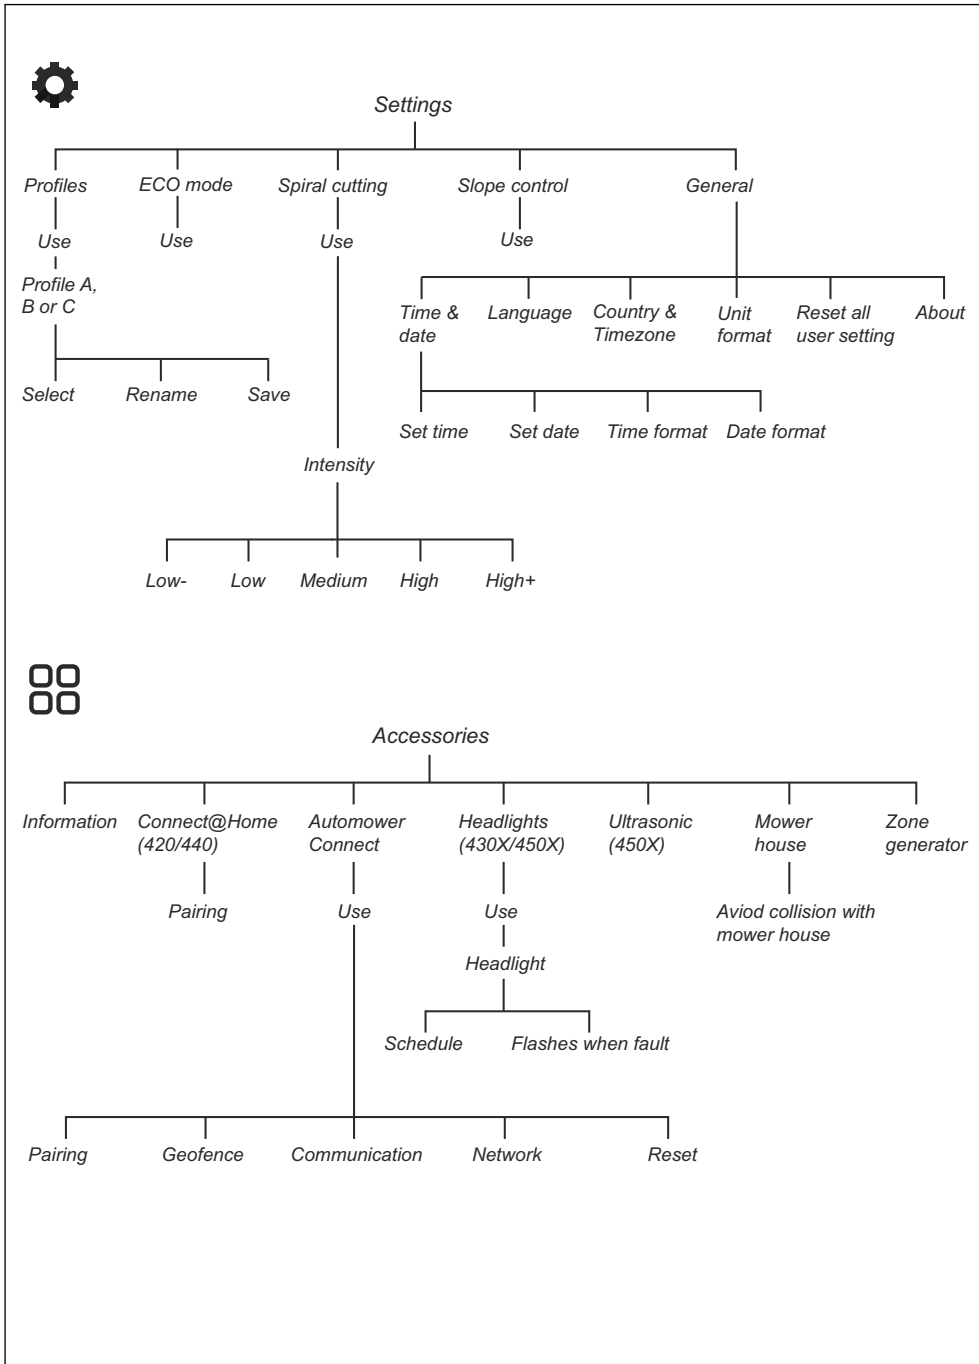 Settings
Profiles
ECO mode
Spiral cutting
Slope control
General
Use
Use
Use
Use
Profile A,
B or C
Time &
date
Language
Country &
Timezone
Unit
format
Reset all
user setting
About
Select
Rename
Save
Set time
Set date
Time format
Date format
Intensity
Low-
Low
Medium
High
High+
Accessories
Information
Connect@Home
(420/440)
Automower
Connect
Headlights
(430X/450X)
Ultrasonic
(450X)
Mower
house
Zone
generator
Pairing
Use
Use
Aviod collision with
mower house
Headlight
Schedule
Flashes when fault
Pairing
Geofence
Communication
Network
Reset